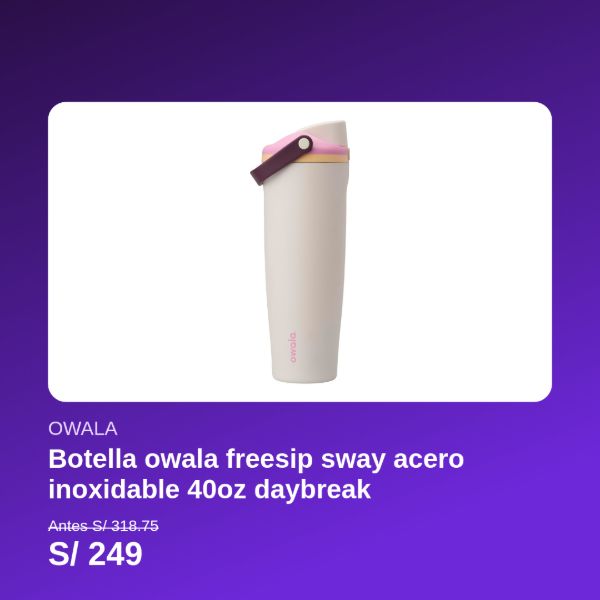 owala
OWALA
Botella owala freesip sway acero
inoxidable 40oz daybreak
Antes S/ 318.75
S/ 249